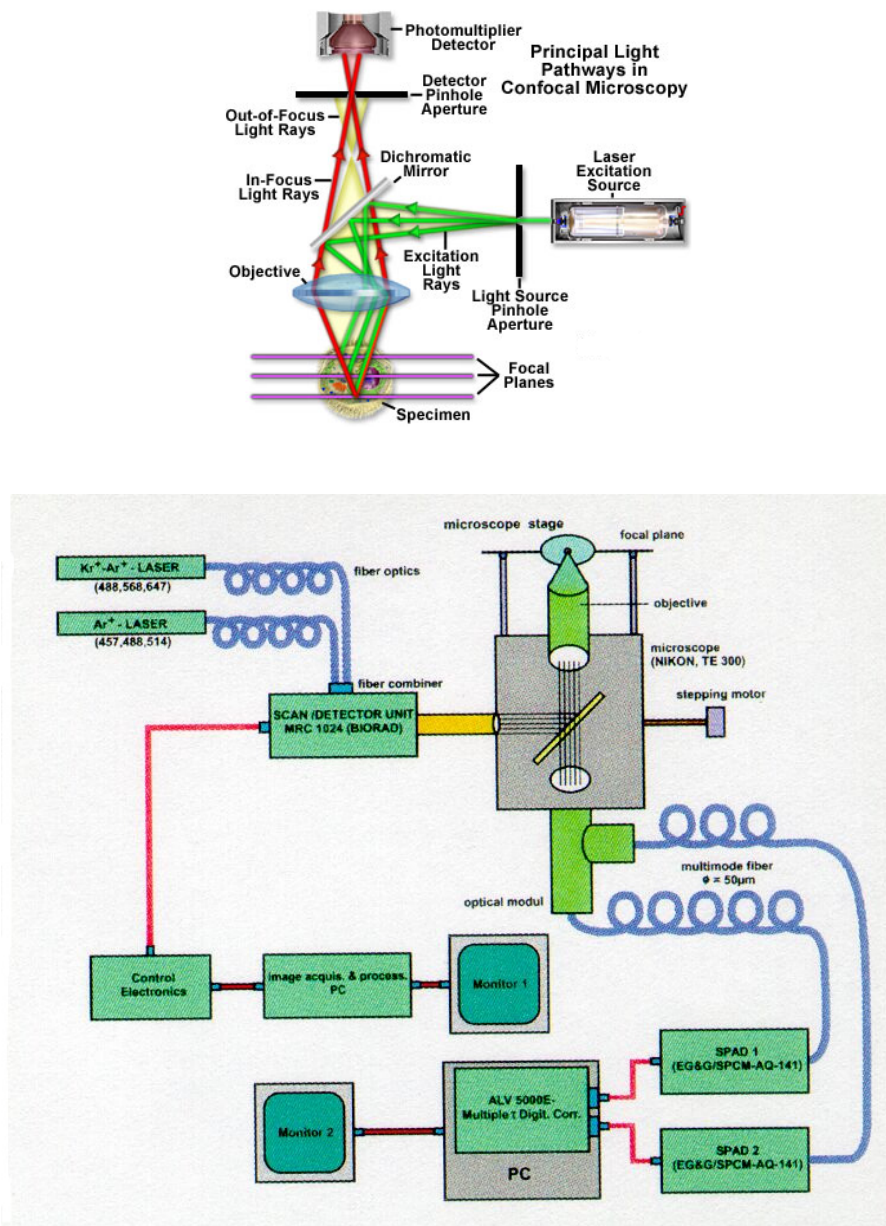 Photomultiplier
Detector
Principal Light
Pathways in
Confocal Microscopy
Detector
Pinhole
Aperture
Out-of-Focus
Light Rays
Dichromatic
Mirror
Laser
Excitation
Source
In-Focus
Light Rays
Excitation
Light
Rays
Objective
Light Source
Pinhole
Aperture
Focal
Planes
Specimen
microscope stage
focal plane
Kr+-Ar+ - LASER
(488,568,647)
fiber optics
objective
Ar+ - LASER
(457,488,514)
microscope
(NIKON, TE 300)
fiber combiner
stepping motor
SCAN /DETECTOR UNIT
MRC 1024 (BIORAD)
multimode fiber
ϕ = 50µm
optical modul
Control
Electronics
image acquis. & process.
PC
Monitor 1
SPAD 1
(EG&G/SPCM-AQ-141)
ALV 5000E-
Multiple τ Digit. Corr.
Monitor 2
SPAD 2
(EG&G/SPCM-AQ-141)
PC